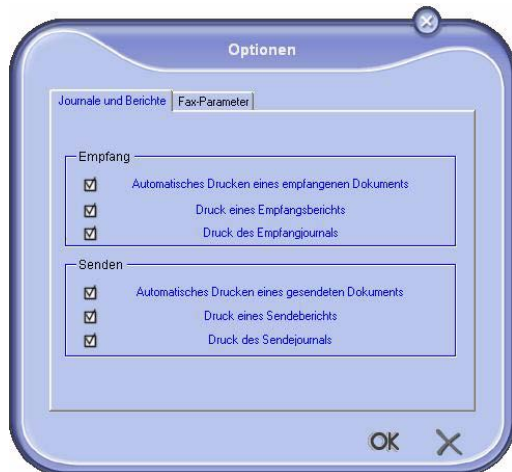 Optionen
Journale und Berichte
Fax-Parameter
Empfang
Automatisches Drucken eines empfangenen Dokuments
Druck eines Empfangsberichts
Druck des Empfangjournals
Senden
Automatisches Drucken eines gesendeten Dokuments
Druck eines Sendeberichts
Druck des Sendejournals
OK